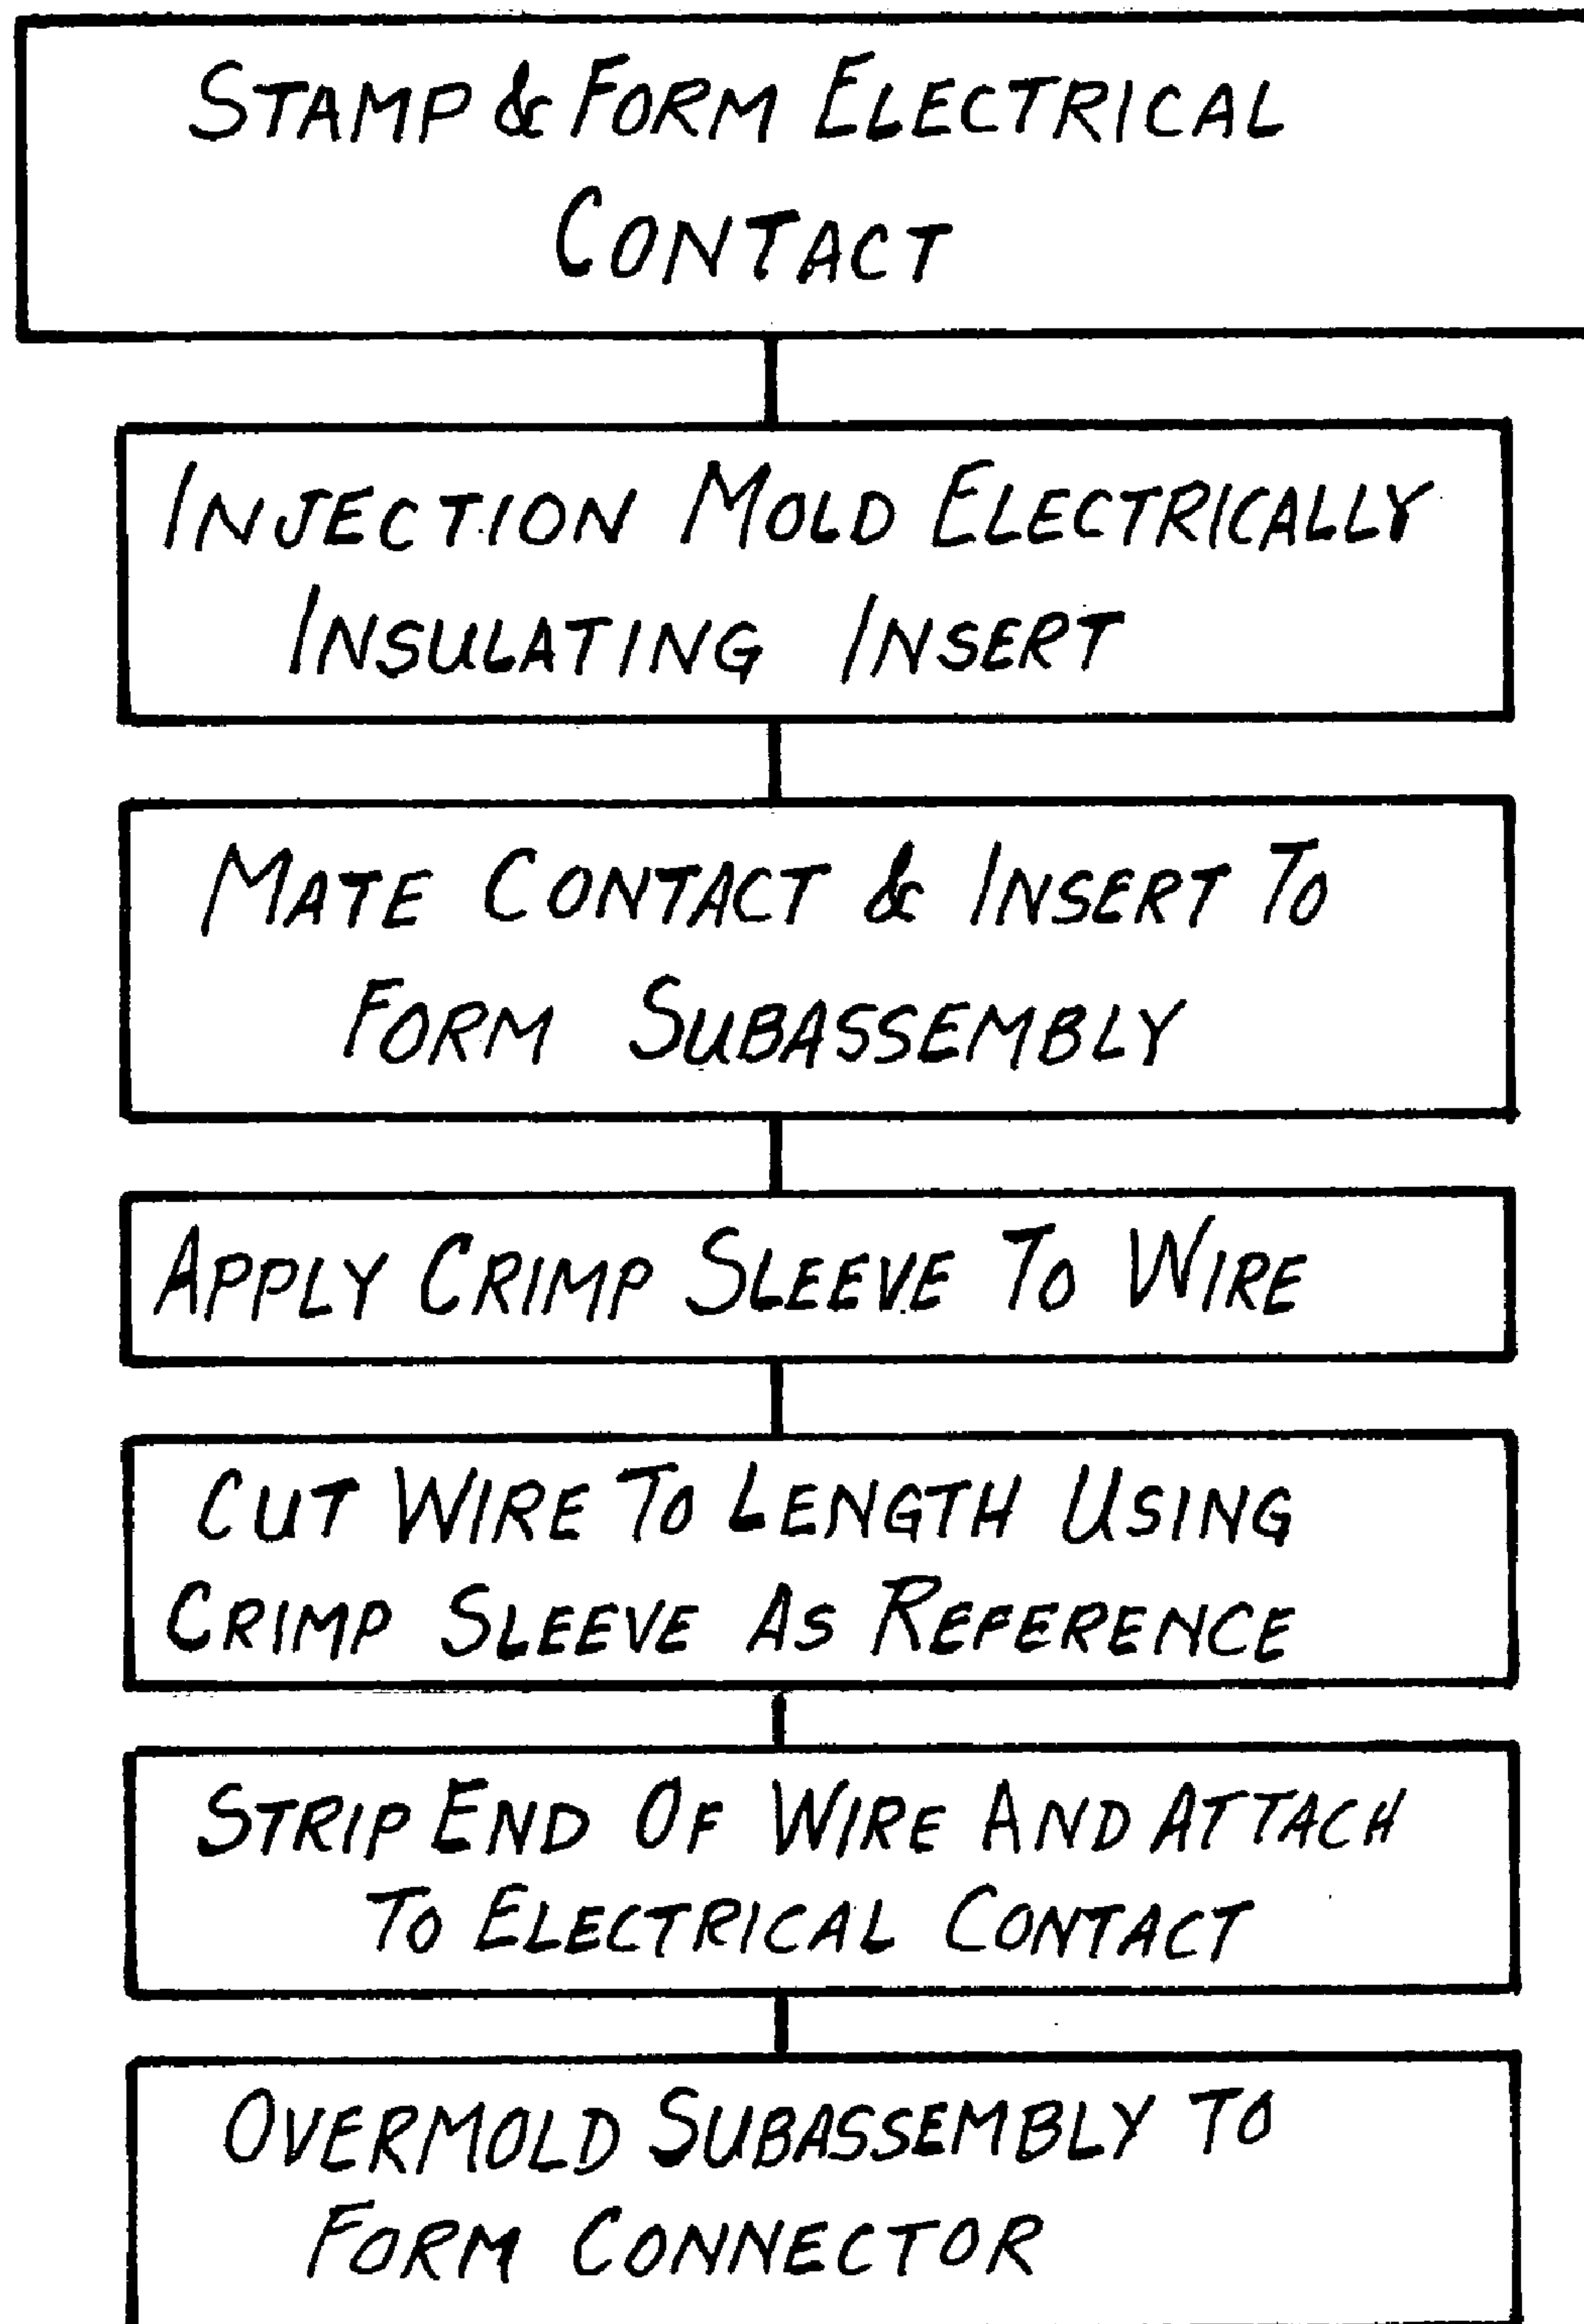 STAMP & FORM ELECTRICAL
CONTACT
INJECTION MOLD ELECTRICALLY
INSULATING INSERT
MATE CONTACT & INSERT TO
FORM SUBASSEMBLY
APPLY CRIMP SLEEVE TO WIRE
CUT WIRE TO LENGTH USING
CRIMP SLEEVE AS REFERENCE
STRIP END OF WIRE AND ATTACH
TO ELECTRICAL CONTACT
OVERMOLD SUBASSEMBLY TO
FORM CONNECTOR